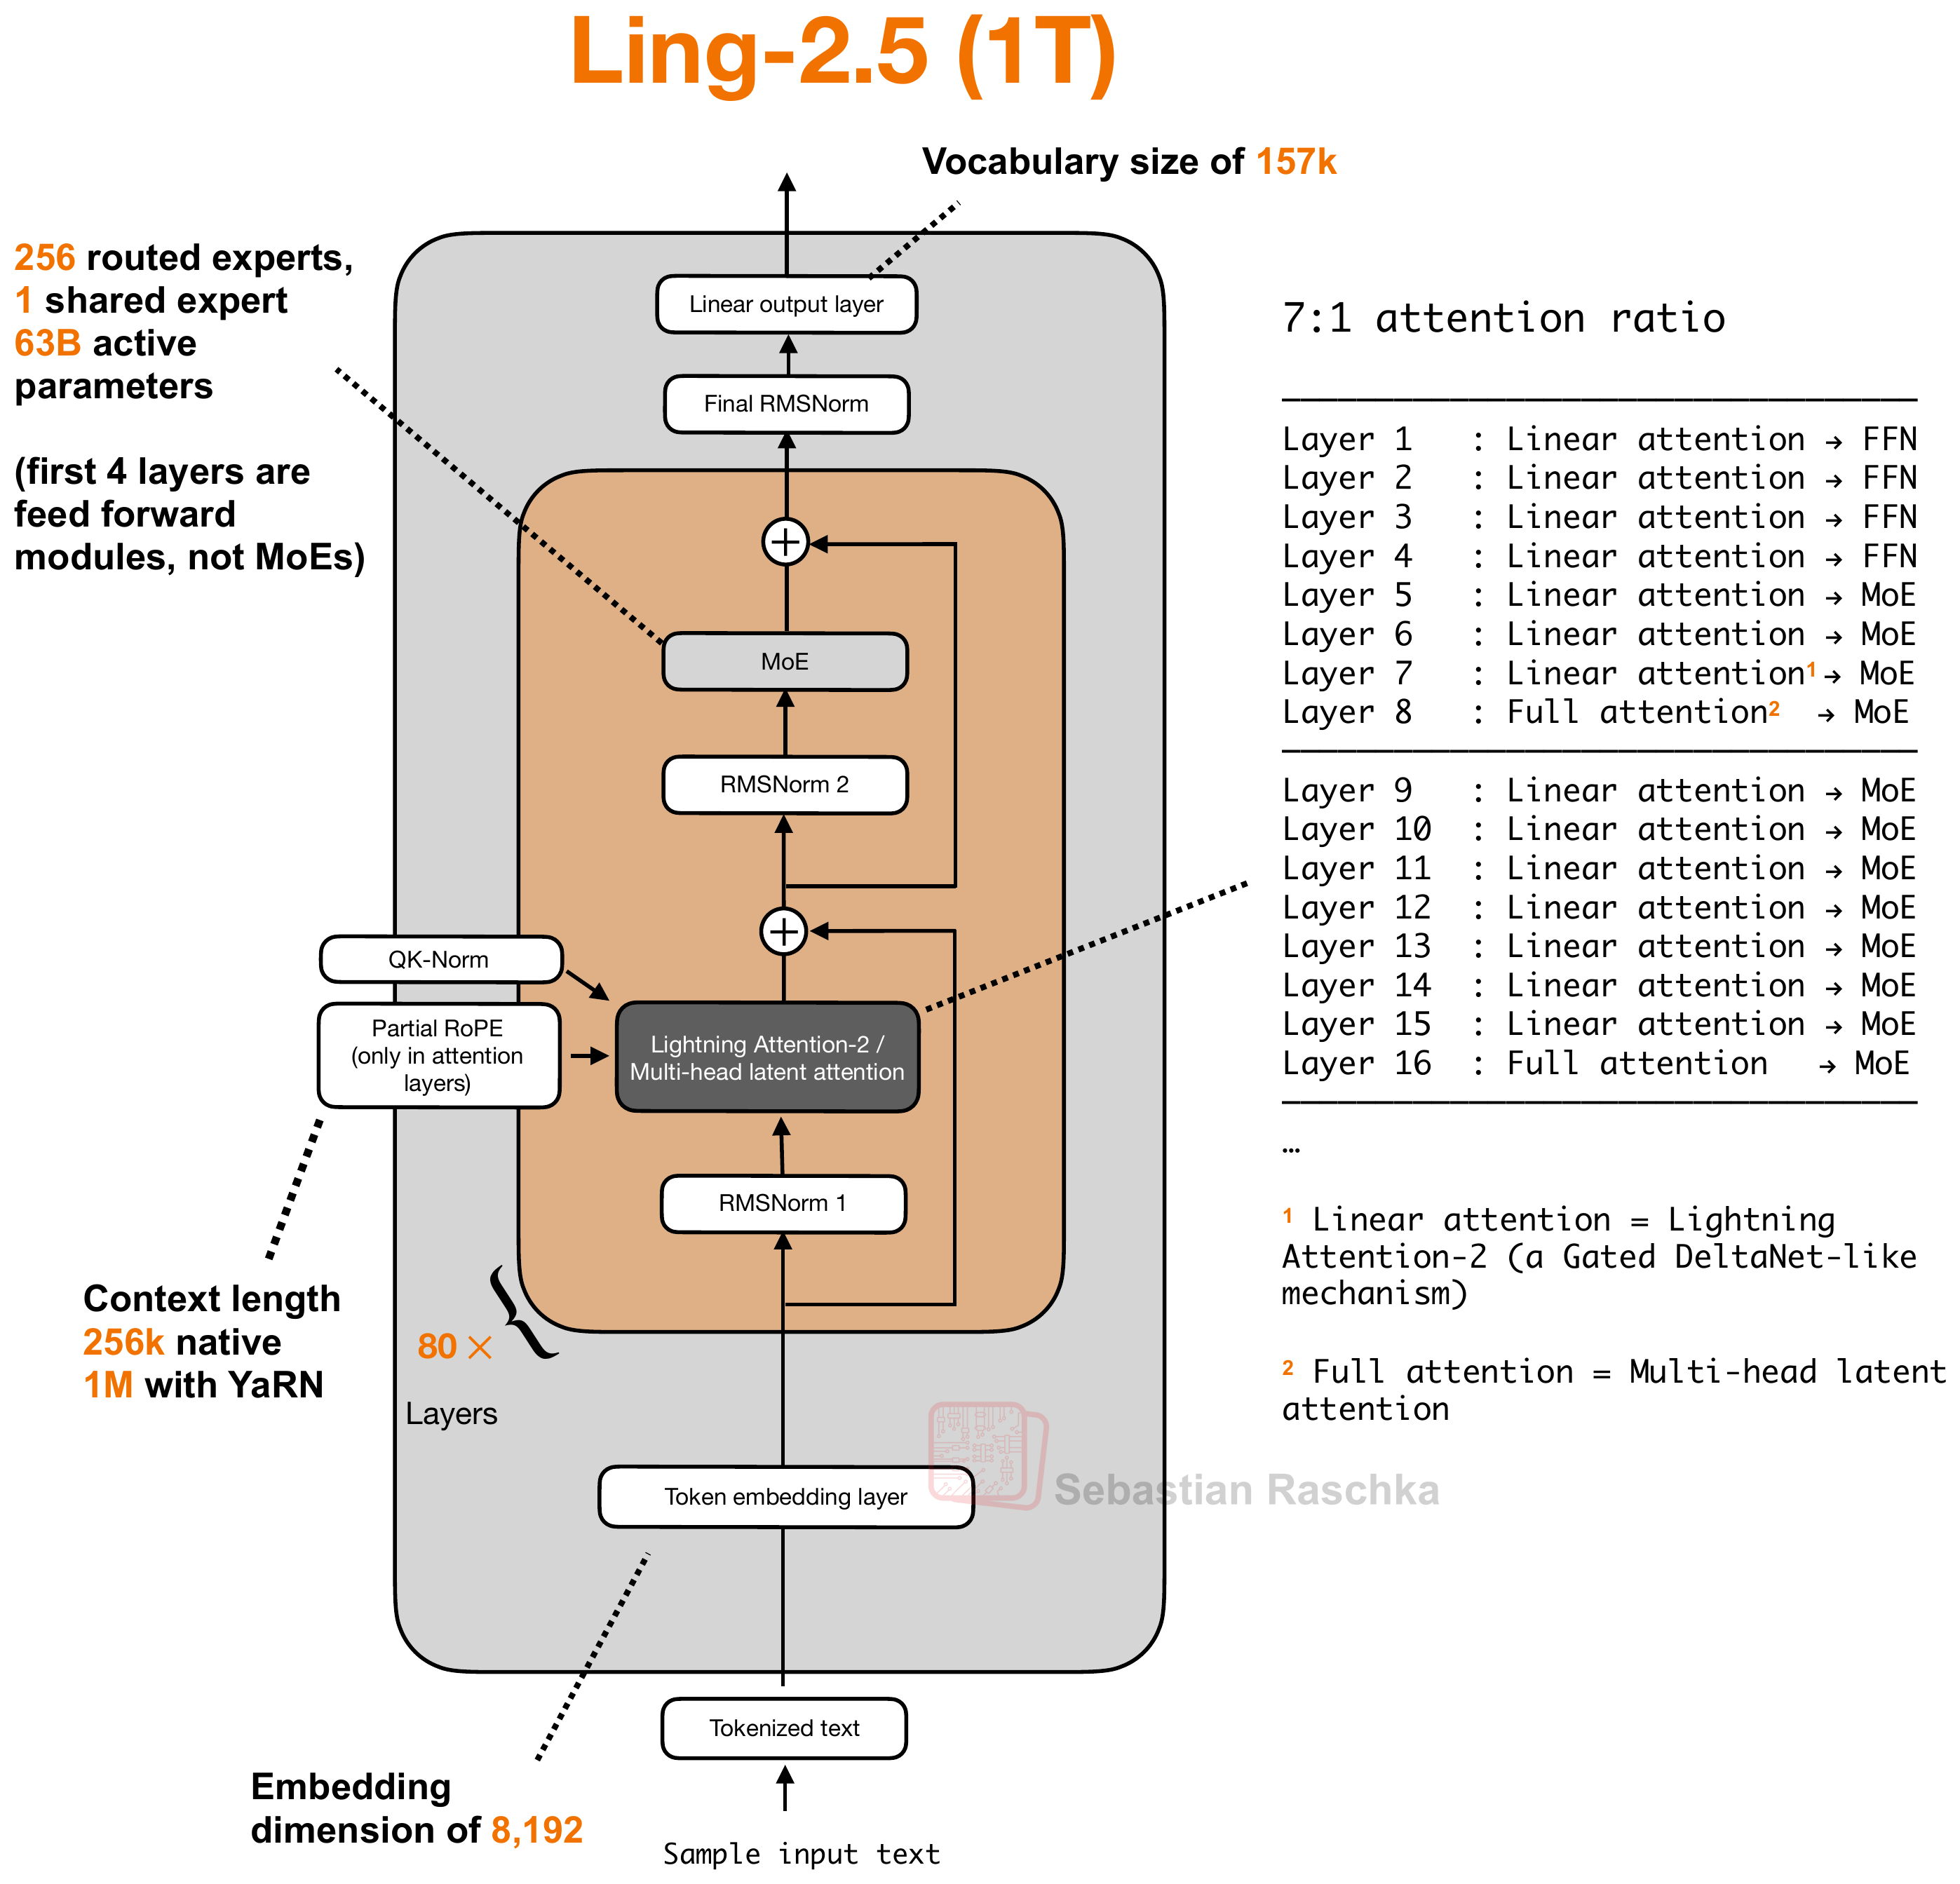 Ling-2.5 (1T)
Vocabulary size of 157k
256 routed experts,
1 shared expert
63B active
parameters
(first 4 layers are
feed forward
modules, not MoEs)
Linear output layer
Final RMSNorm
MoE
RMSNorm 2
QK-Norm
Partial RoPE
(only in attention
layers)
Lightning Attention-2 /
Multi-head latent attention
RMSNorm 1
Context length
256k native
1M with YaRN
80 ×
Layers
Token embedding layer
Tokenized text
Embedding
dimension of 8,192
Sample input text
7:1 attention ratio
Layer 1 : Linear attention → FFN
Layer 2 : Linear attention → FFN
Layer 3 : Linear attention → FFN
Layer 4 : Linear attention → FFN
Layer 5 : Linear attention → MoE
Layer 6 : Linear attention → MoE
Layer 7 : Linear attention¹ → MoE
Layer 8 : Full attention² → MoE
Layer 9 : Linear attention → MoE
Layer 10 : Linear attention → MoE
Layer 11 : Linear attention → MoE
Layer 12 : Linear attention → MoE
Layer 13 : Linear attention → MoE
Layer 14 : Linear attention → MoE
Layer 15 : Linear attention → MoE
Layer 16 : Full attention → MoE
…
¹ Linear attention = Lightning
Attention-2 (a Gated DeltaNet-like
mechanism)
² Full attention = Multi-head latent
attention
Sebastian Raschka